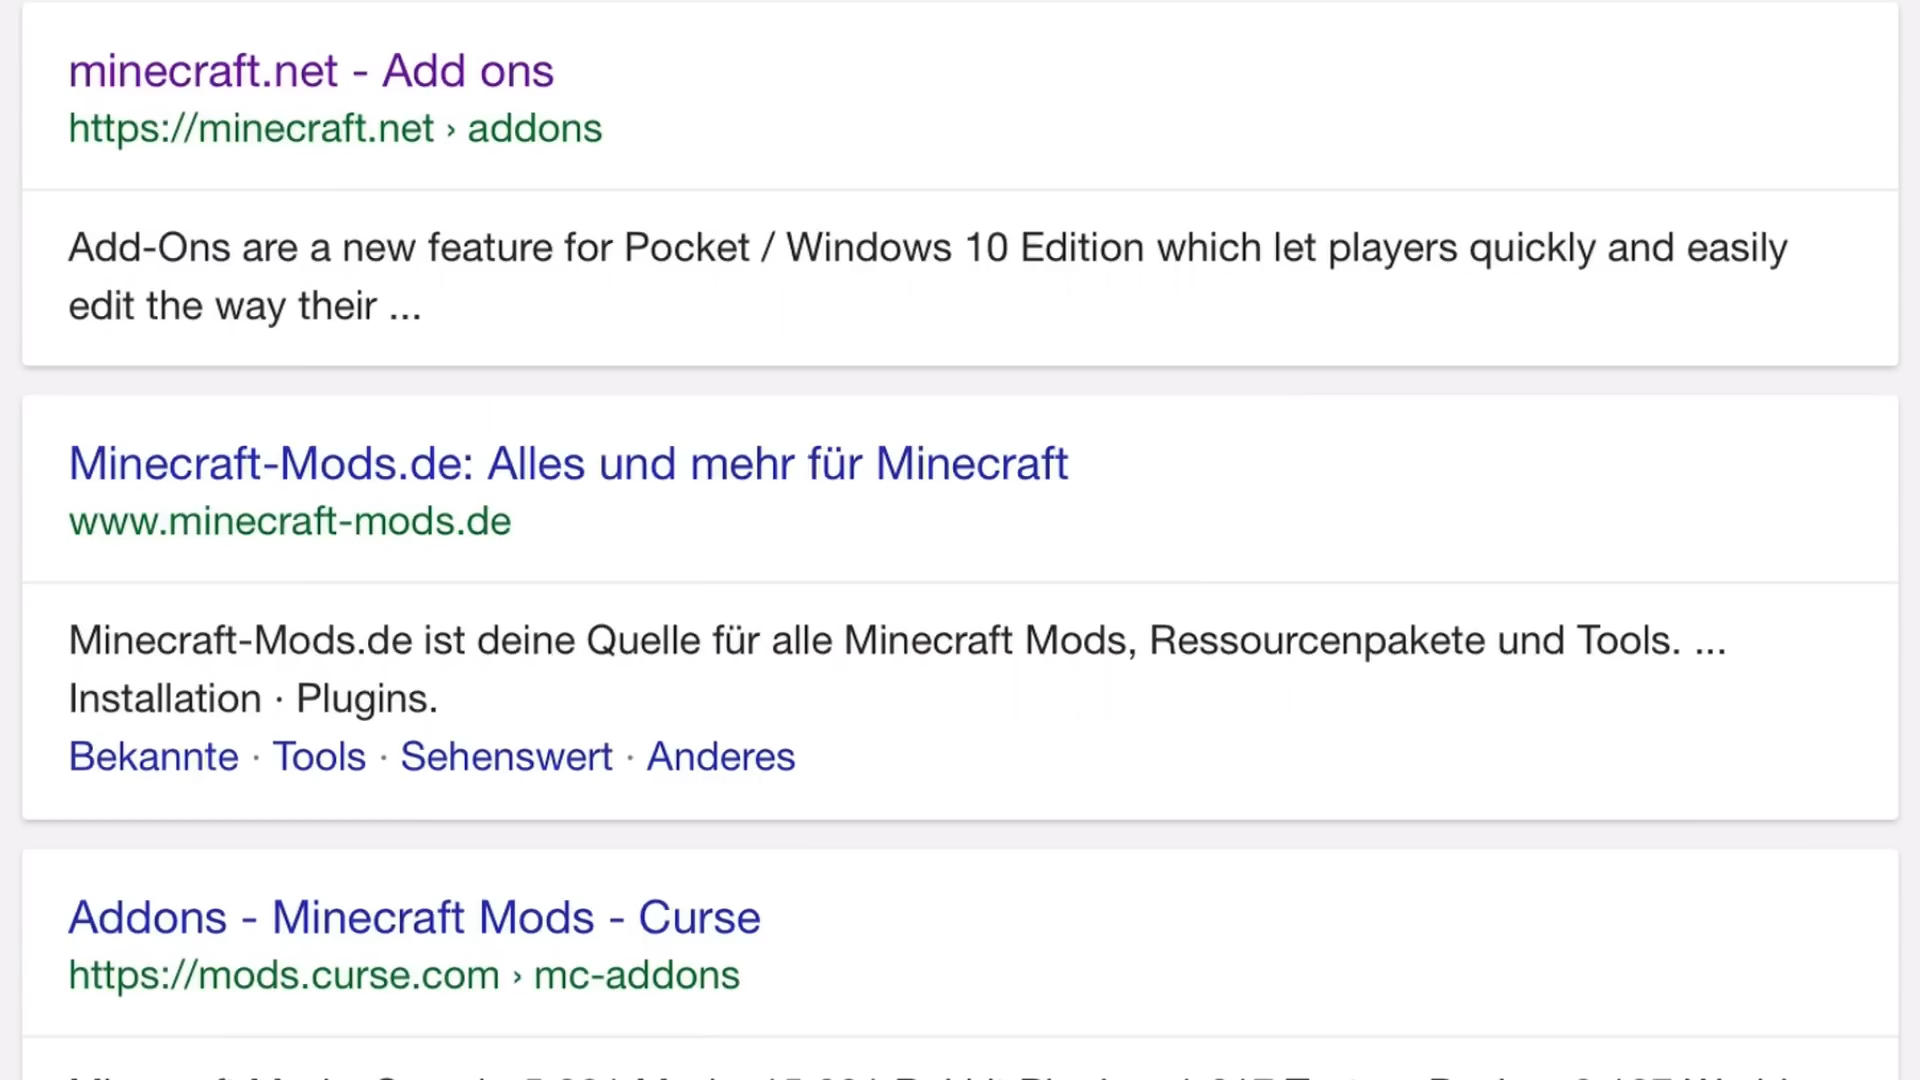 minecraft.net - Add ons
https://minecraft.net › addons
Add-Ons are a new feature for Pocket / Windows 10 Edition which let players quickly and easily
edit the way their ...
Minecraft-Mods.de: Alles und mehr für Minecraft
www.minecraft-mods.de
Minecraft-Mods.de ist deine Quelle für alle Minecraft Mods, Ressourcenpakete und Tools. ...
Installation · Plugins.
Bekannte · Tools · Sehenswert · Anderes
Addons - Minecraft Mods - Curse
https://mods.curse.com › mc-addons